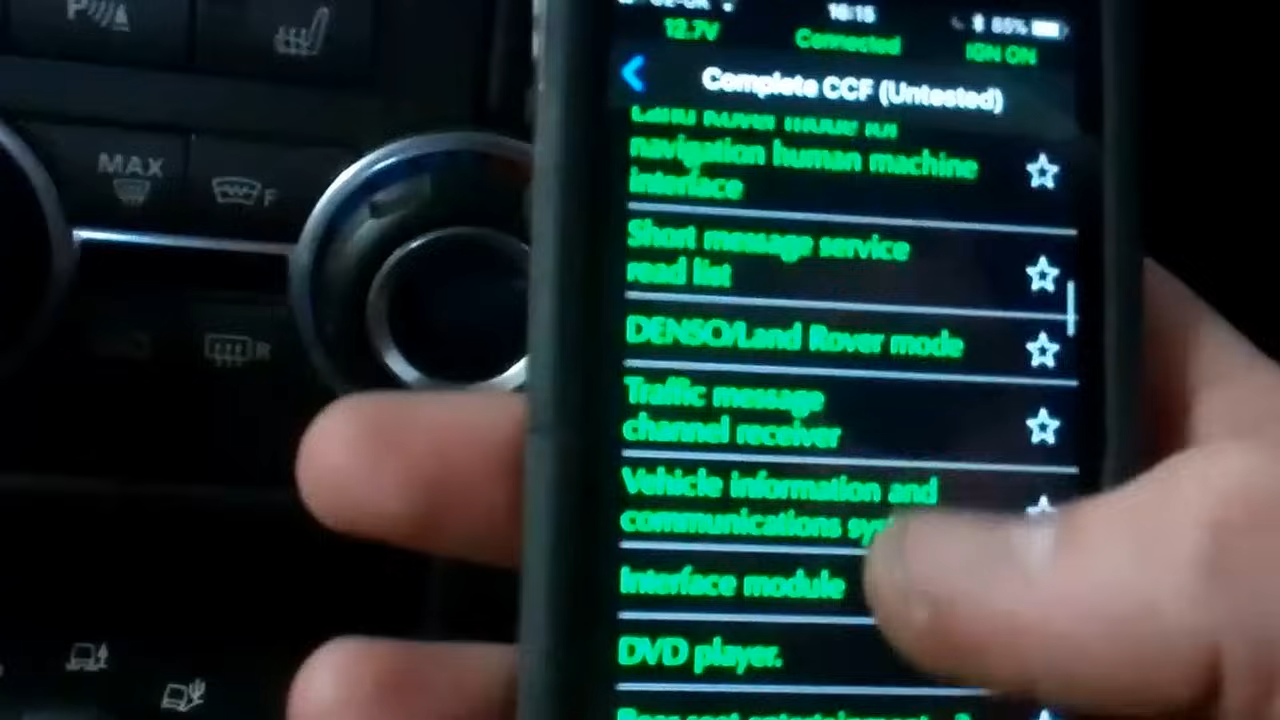 16:15
85%
12.7V
Connected
IGN ON
Complete CCF (Untested)
navigation human machine
interface
Short message service
read list
DENSO/Land Rover mode
Traffic message
channel receiver
Vehicle information and
communications
Interface module
DVD player.
MAX
F
R